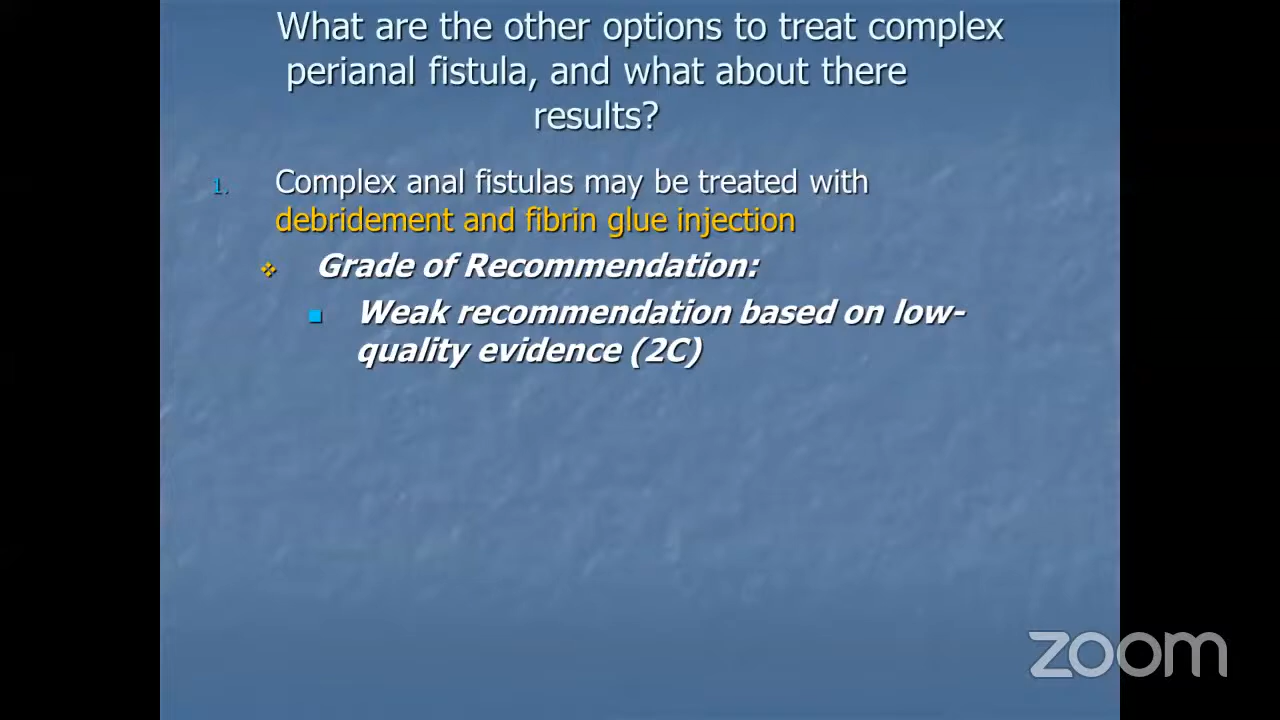 What are the other options to treat complex
perianal fistula, and what about there
results?
1. Complex anal fistulas may be treated with
debridement and fibrin glue injection
Grade of Recommendation:
Weak recommendation based on low-
quality evidence (2C)
zoom